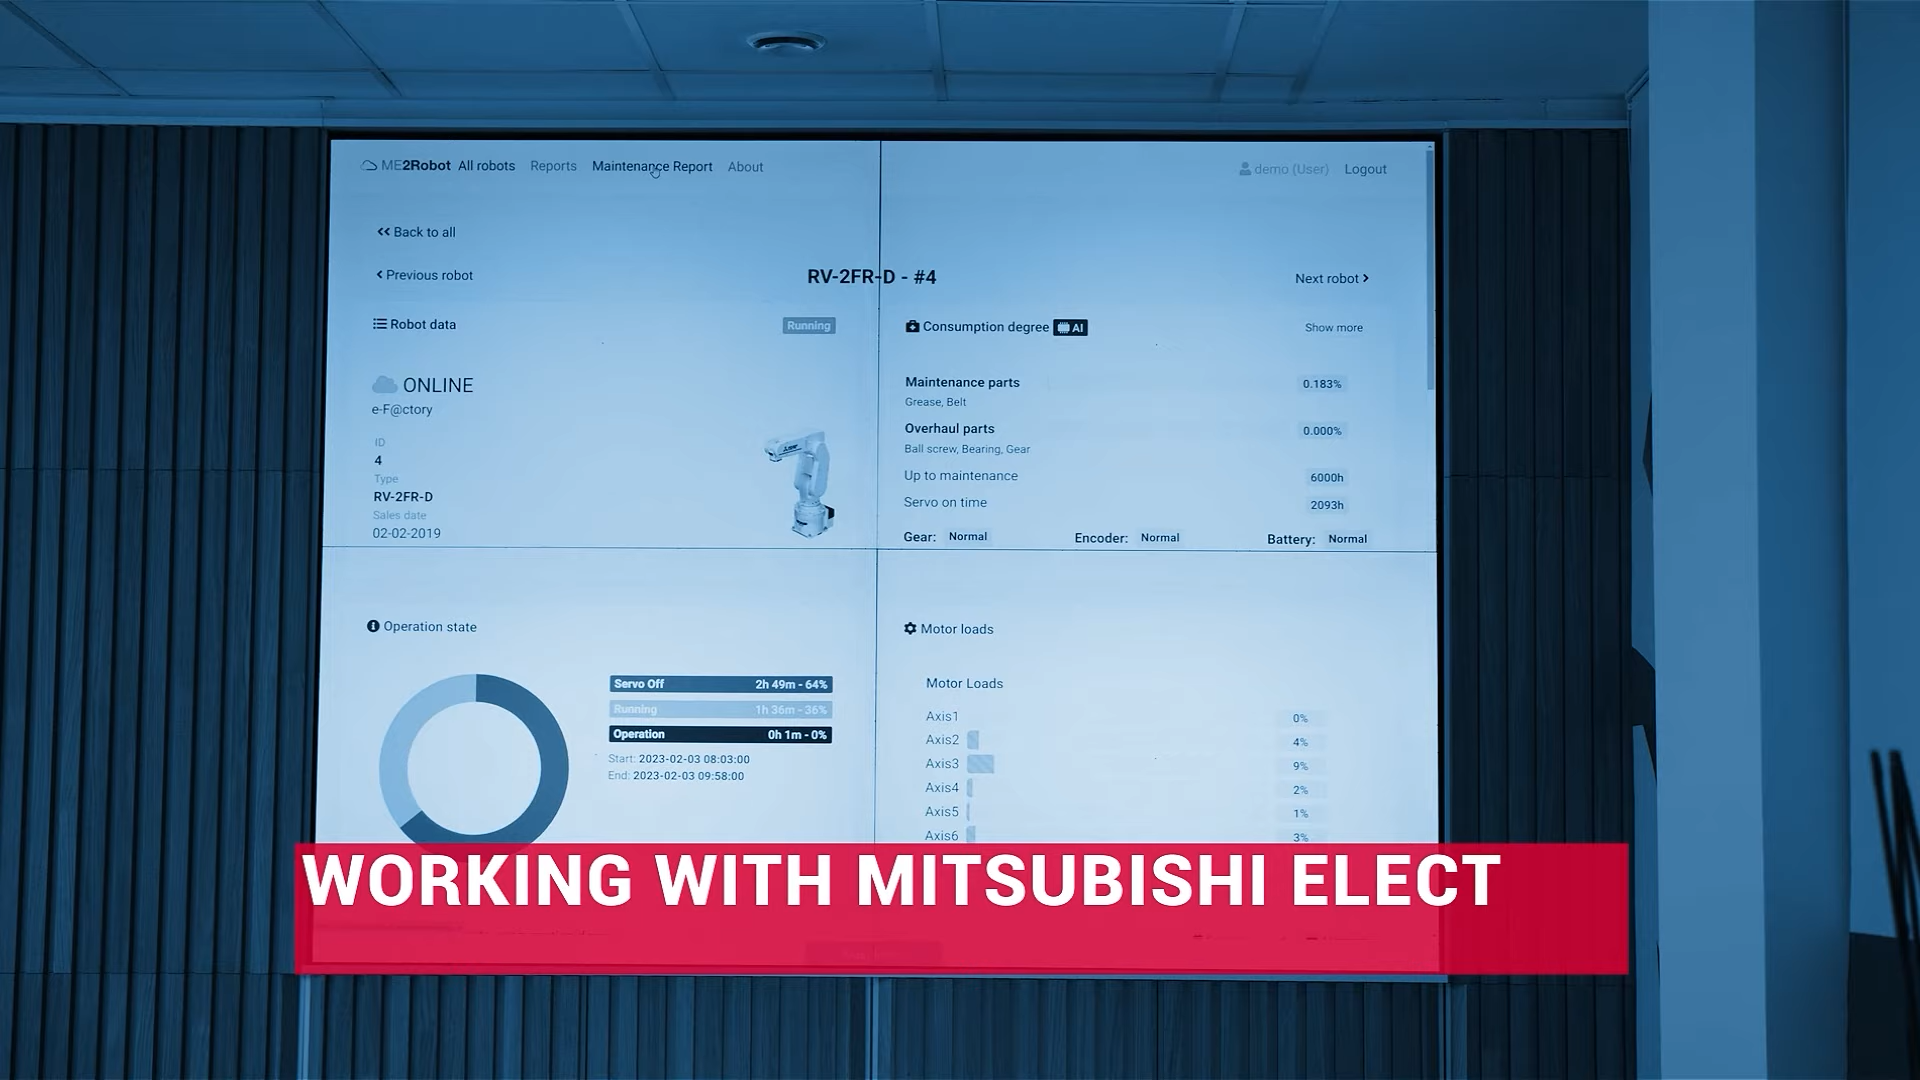 ME2Robot All robots Reports Maintenance Report About
demo (User) Logout
Back to all
Previous robot
RV-2FR-D - #4
Next robot
Robot data
Running
ONLINE
e-F@ctory
ID
4
Type
RV-2FR-D
Sales date
02-02-2019
Consumption degree AI
Show more
Maintenance parts 0.183%
Grease, Belt
Overhaul parts 0.000%
Ball screw, Bearing, Gear
Up to maintenance 6000h
Servo on time 2093h
Gear: Normal Encoder: Normal Battery: Normal
Operation state
Servo Off 2h 49m - 64%
Running 1h 36m - 36%
Operation 0h 1m - 0%
Start: 2023-02-03 08:03:00
End: 2023-02-03 09:58:00
Motor loads
Motor Loads
Axis1 0%
Axis2 4%
Axis3 9%
Axis4 2%
Axis5 1%
Axis6 3%
WORKING WITH MITSUBISHI ELECT